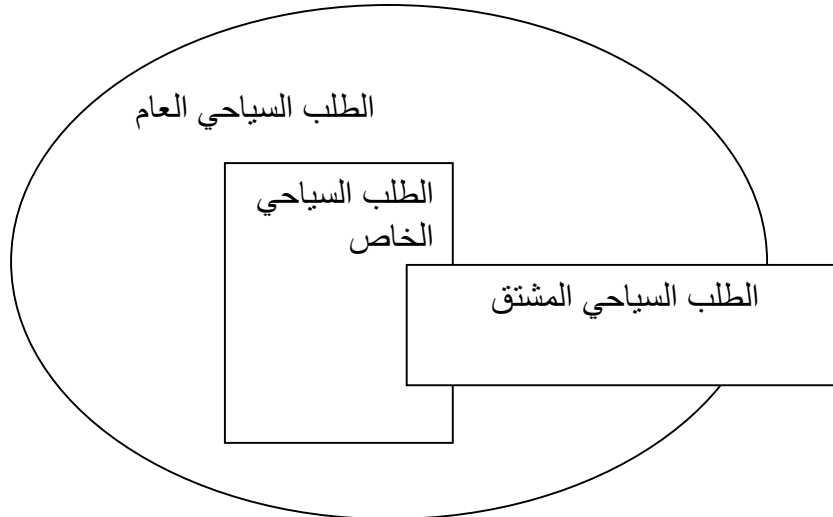 الطلب السياحي العام
الطلب السياحي
الخاص
الطلب السياحي المشتق